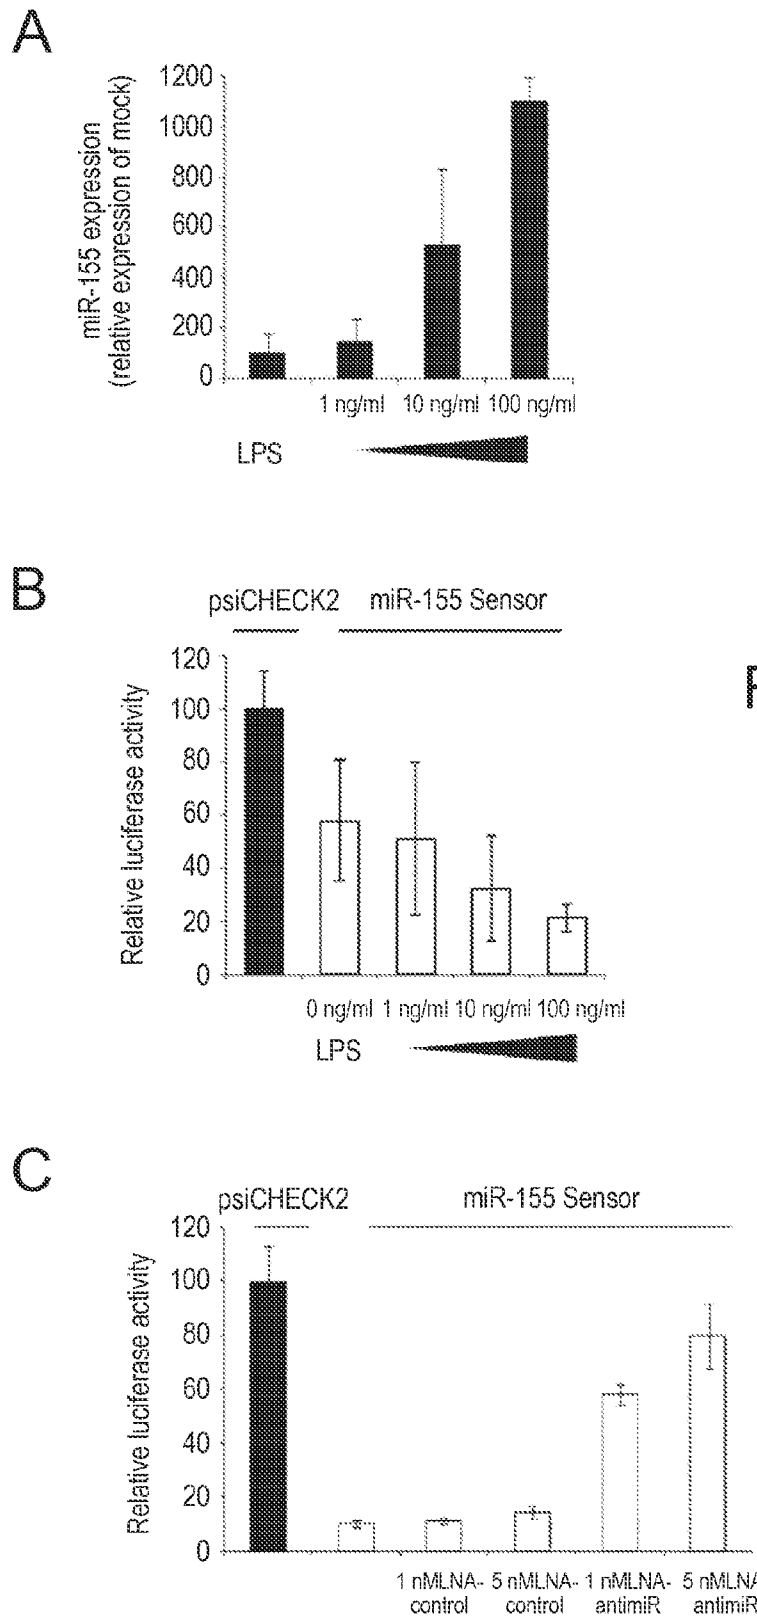 A
miR-155 expression
(relative expression of mock)
1200
1000
800
600
400
200
0
1 ng/ml 10 ng/ml 100 ng/ml
LPS
B
psiCHECK2 miR-155 Sensor
Relative luciferase activity
120
100
80
60
40
20
0
0 ng/ml 1 ng/ml 10 ng/ml 100 ng/ml
LPS
C
psiCHECK2 miR-155 Sensor
Relative luciferase activity
120
100
80
60
40
20
0
1 nMLNA- 5 nMLNA- 1 nMLNA- 5 nMLNA
control control antimiR antimiR